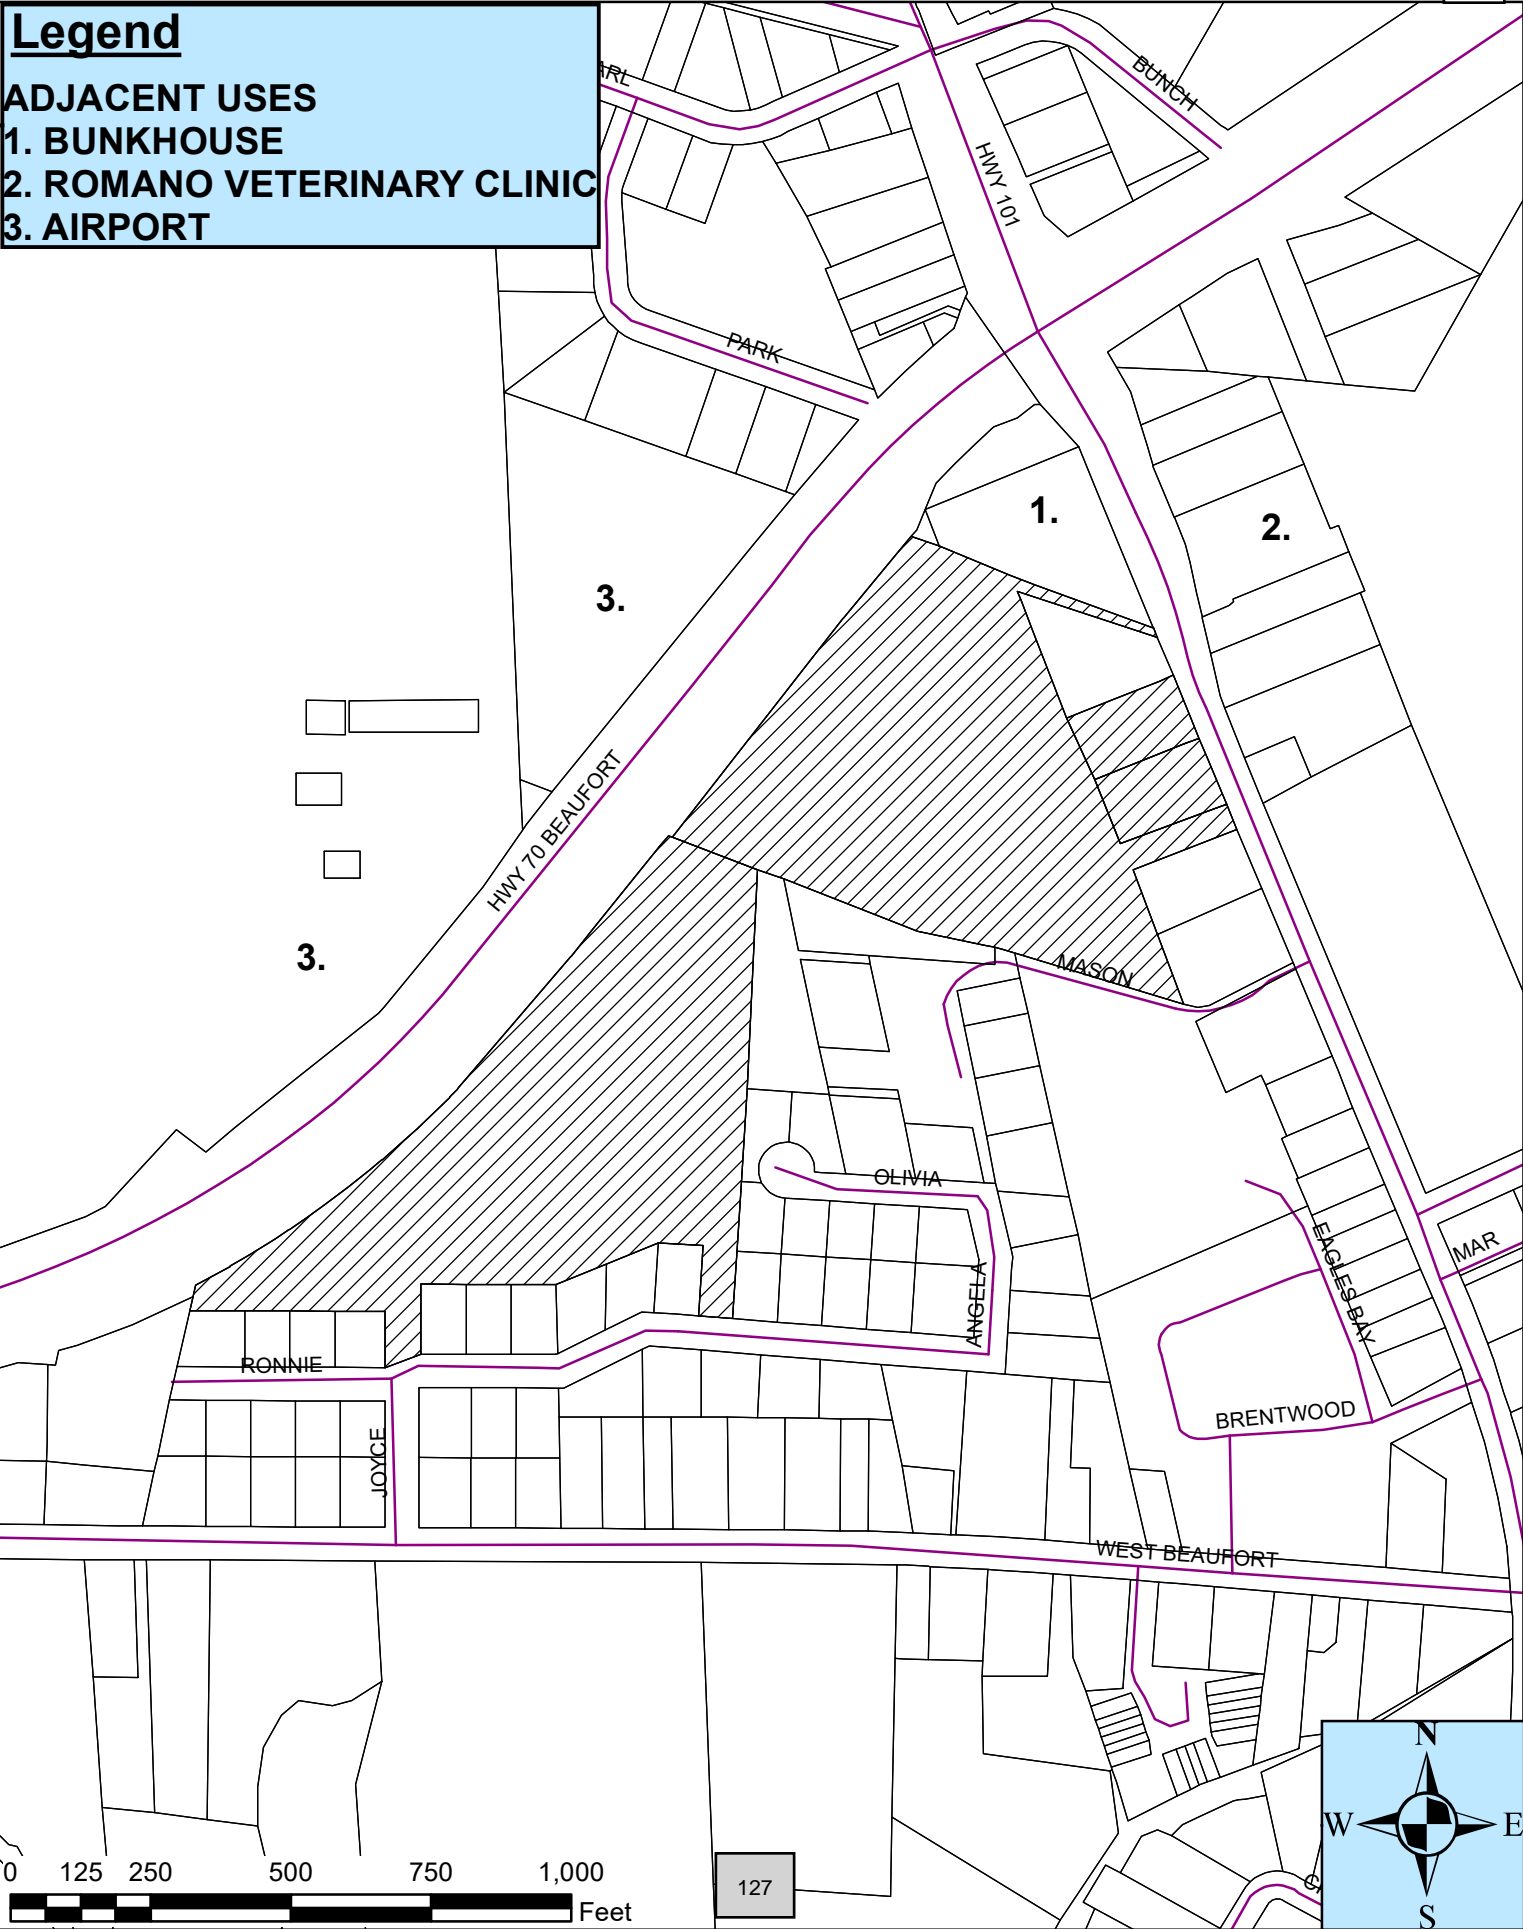 Legend
ADJACENT USES
1. BUNKHOUSE
2. ROMANO VETERINARY CLINIC
3. AIRPORT
BUNCH
HWY 101
PARK
1.
2.
3.
HWY 70 BEAUFORT
3.
MASON
OLIVIA
EAGLES BAY
MAR
ANGELA
RONNIE
BRENTWOOD
JOYCE
WEST BEAUFORT
N
W
E
S
0 125 250 500 750 1,000
Feet
127